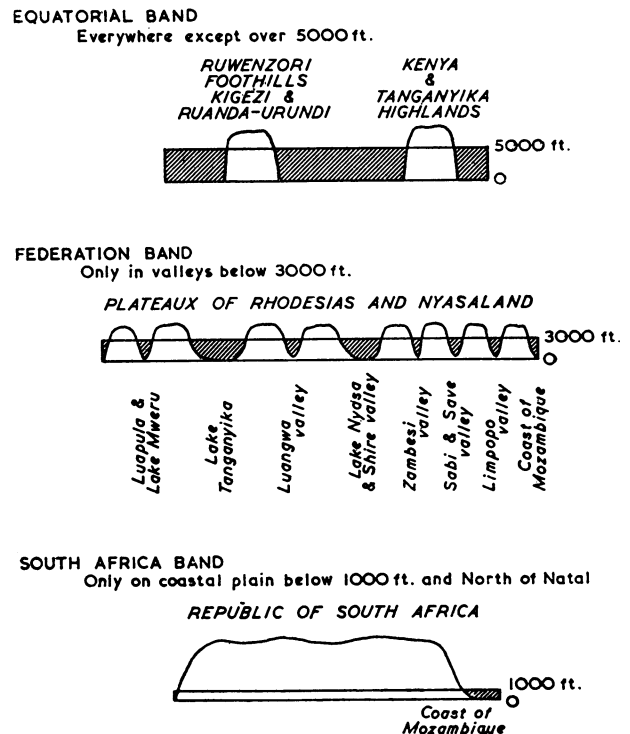 EQUATORIAL BAND
Everywhere except over 5000 ft.
RUWENZORI
FOOTHILLS
KIGEZI &
RUANDA-URUNDI
KENYA
&
TANGANYIKA
HIGHLANDS
5000 ft.
0
FEDERATION BAND
Only in valleys below 3000 ft.
PLATEAUX OF RHODESIAS AND NYASALAND
3000 ft.
0
Luapula &
Lake Mweru
Lake
Tanganyika
Luangwa
valley
Lake Nyasa
& Shire valley
Zambesi
valley
Sabi & Save
valley
Limpopo
valley
Coast of
Mozambique
SOUTH AFRICA BAND
Only on coastal plain below 1000 ft. and North of Natal
REPUBLIC OF SOUTH AFRICA
1000 ft.
0
Coast of
Mozambique